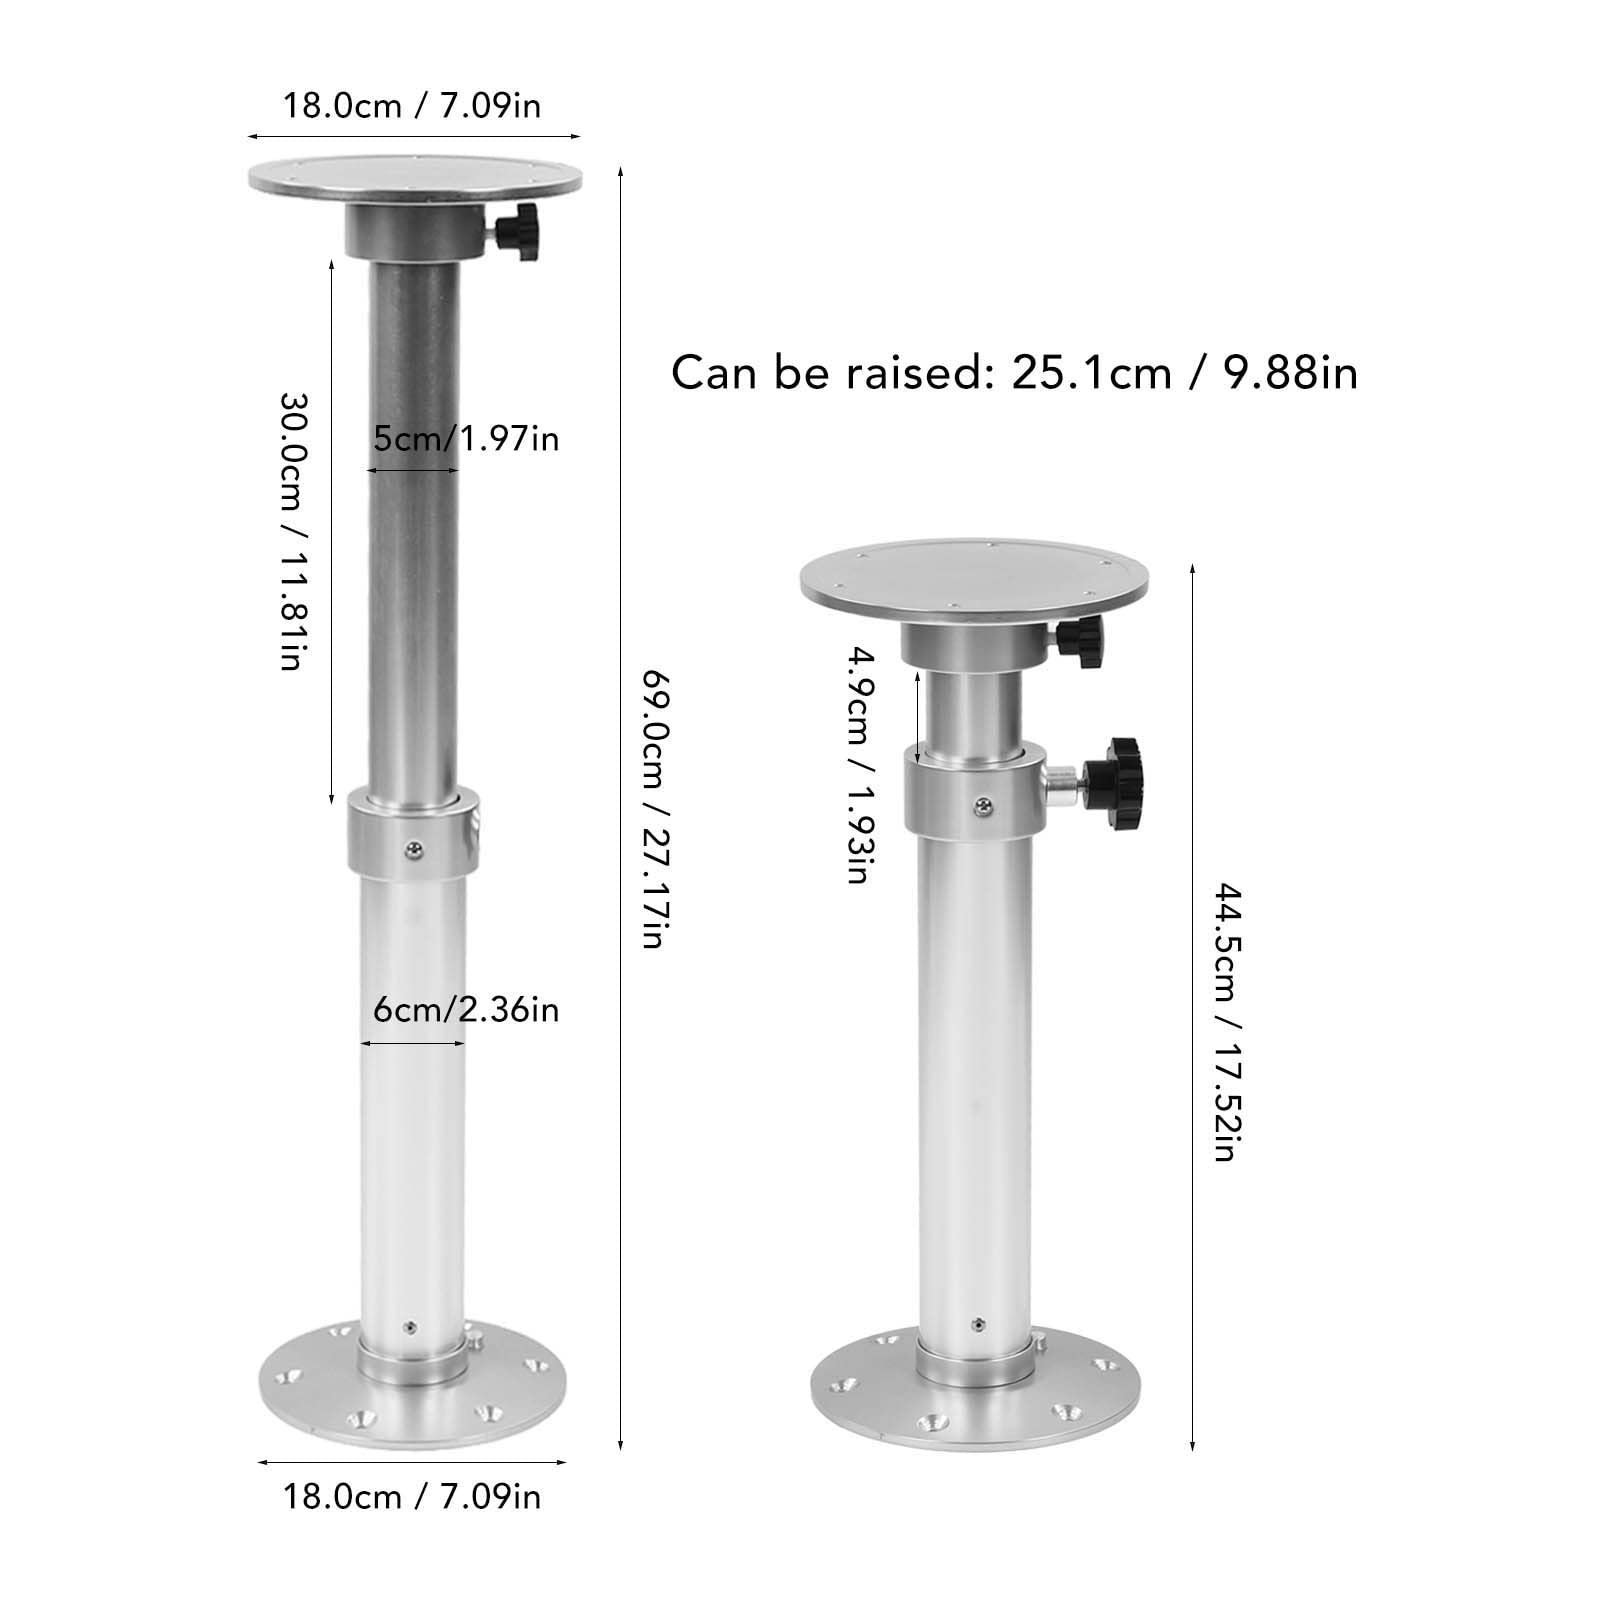 18.0cm / 7.09in
Can be raised: 25.1cm / 9.88in
30.0cm / 11.81in
5cm/1.97in
69.0cm / 27.17in
4.9cm / 1.93in
44.5cm / 17.52in
6cm/2.36in
18.0cm / 7.09in